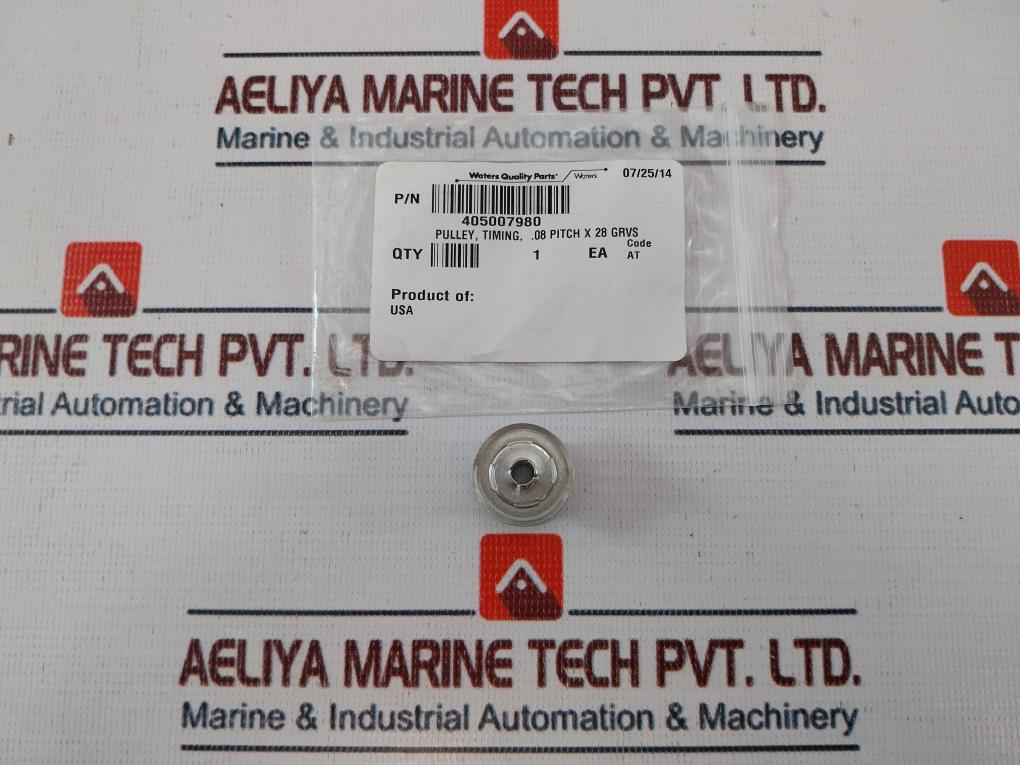 AELIYA MARINE TECH PVT. LTD.
Marine & Industrial Automation & Machinery
Waters Quality Parts Waters 07/25/14
P/N
405007980
PULLEY, TIMING, .08 PITCH X 28 GRVS
QTY 1 EA Code
AT
Product of:
USA
RINE TECH PVT. LTD.
rial Automation & Machinery
AELIYA MARINE T
Marine & Industrial Auto
AELIYA MARINE TECH PVT. LTD.
Marine & Industrial Automation & Machinery